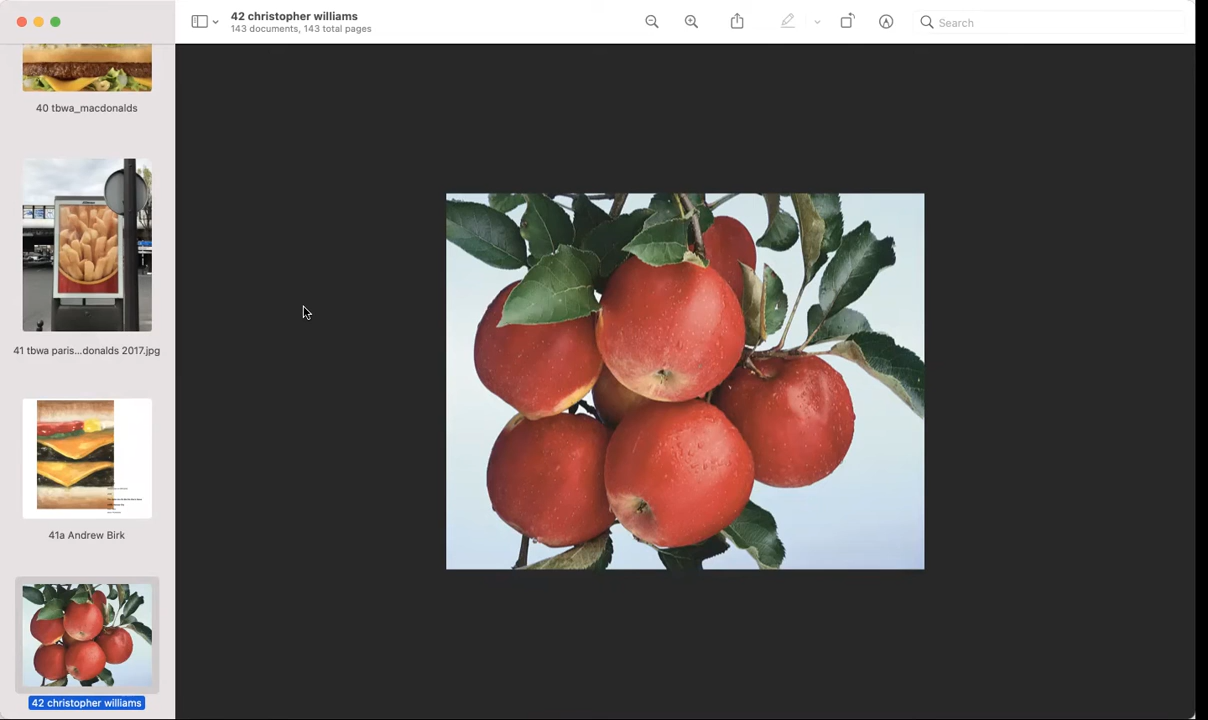 42 christopher williams
143 documents, 143 total pages
Search
40 tbwa_macdonalds
41 tbwa paris...donalds 2017.jpg
41a Andrew Birk
42 christopher williams